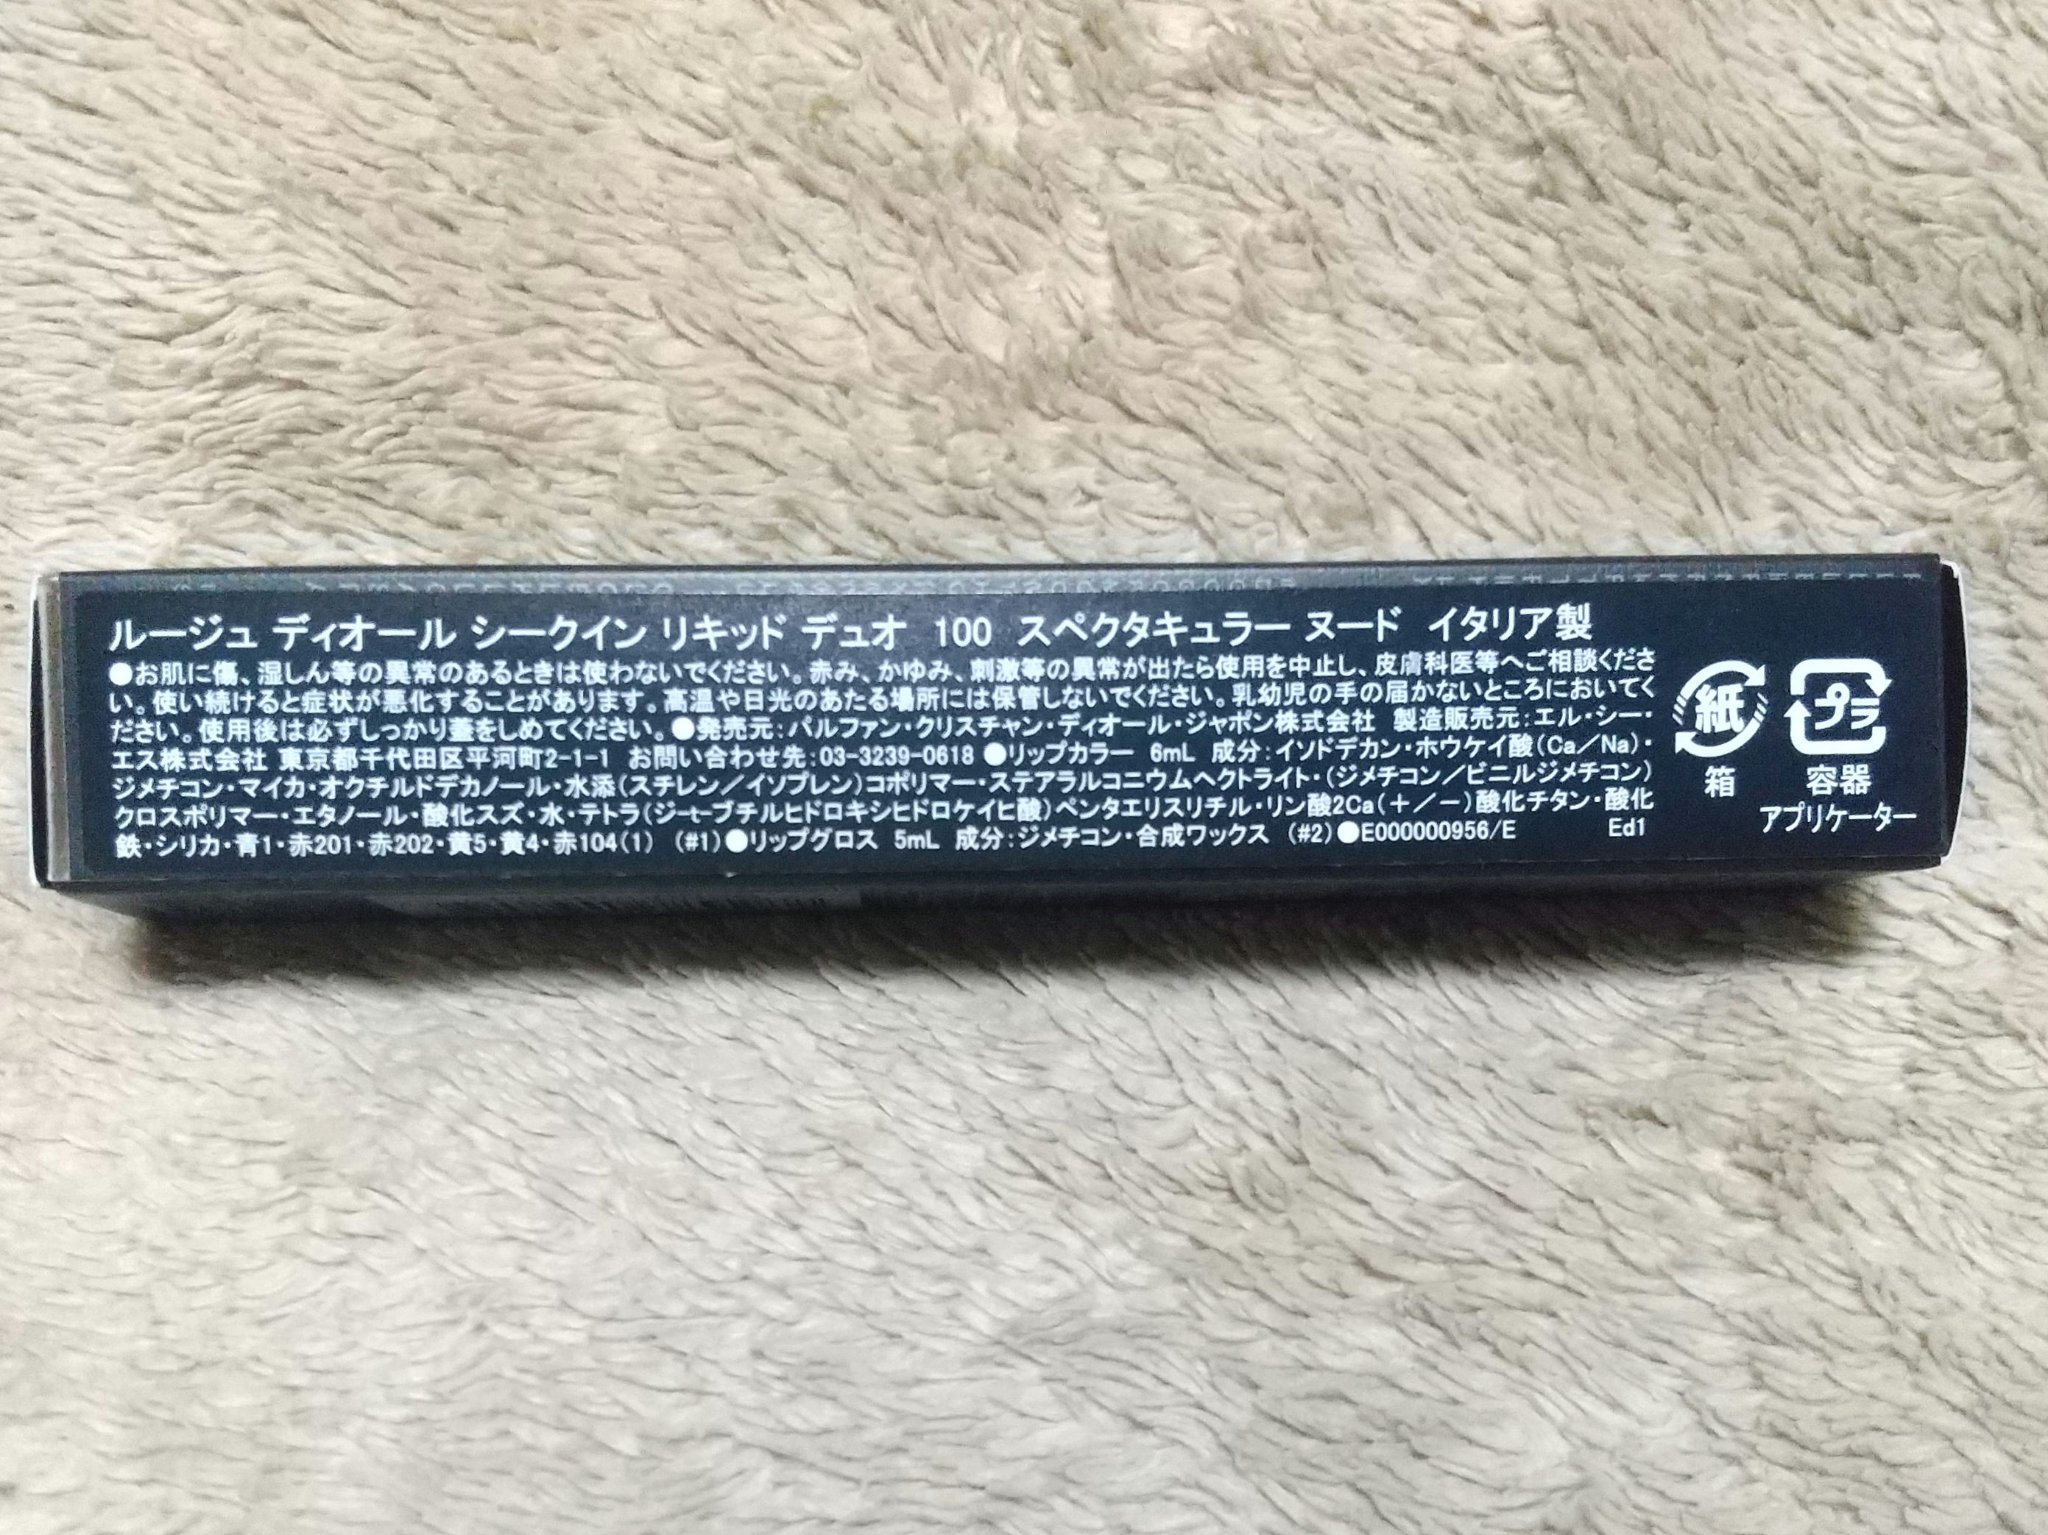 ルージュ ディオール シークイン リキッド デュオ 100 スペクタキュラー ヌード イタリア製
●お肌に傷、湿しん等の異常のあるときは使わないでください。赤み、かゆみ、刺激等の異常が出たら使用を中止し、皮膚科医等へご相談くださ
い。使い続けると症状が悪化することがあります。高温や日光のあたる場所には保管しないでください。乳幼児の手の届かないところにおいてく
ださい。使用後は必ずしっかり蓋をしめてください。●発売元：パルファン・クリスチャン・ディオール・ジャポン株式会社 製造販売元：エル・シー・
エス株式会社 東京都千代田区平河町2-1-1 お問い合わせ先：03-3239-0618 ●リップカラー 6mL 成分：イソドデカン・ホウケイ酸(Ca／Na)・
ジメチコン・マイカ・オクチルドデカノール・水添(スチレン／イソプレン)コポリマー・ステアラルコニウムヘクトライト・(ジメチコン／ビニルジメチコン)
クロスポリマー・エタノール・酸化スズ・水・テトラ(ジ-t-ブチルヒドロキシヒドロケイヒ酸)ペンタエリスリチル・リン酸2Ca(＋／－)酸化チタン・酸化
鉄・シリカ・青1・赤201・赤202・黄5・黄4・赤104(1) (#1)●リップグロス 5mL 成分：ジメチコン・合成ワックス (#2)●E000000956/E Ed1
紙
箱
プラ
容器
アプリケーター